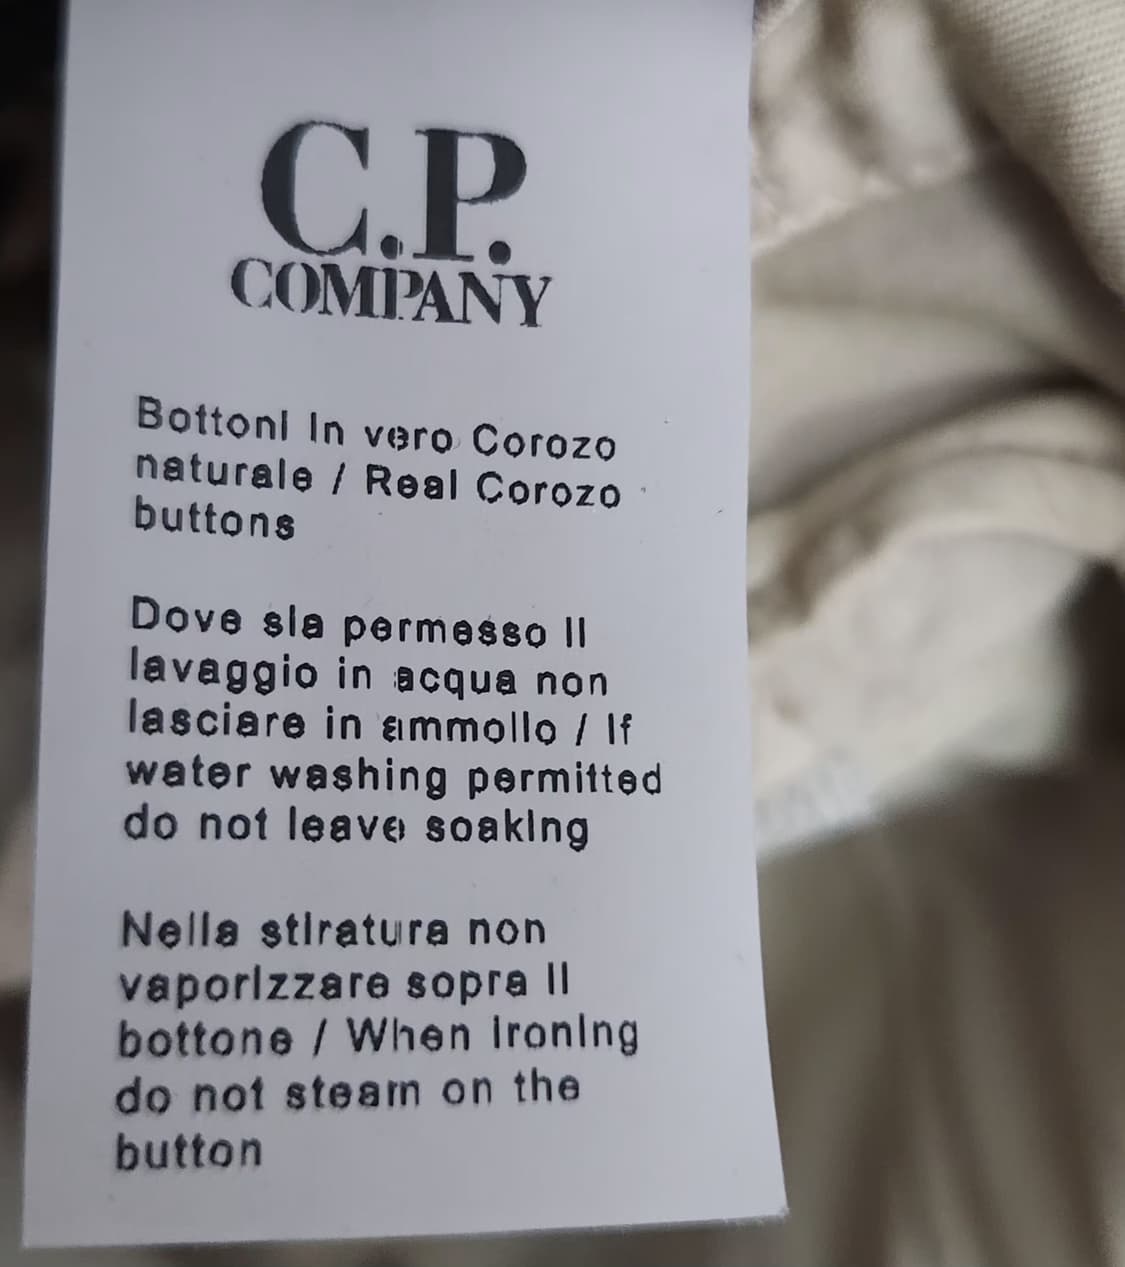 C.P.
COMPANY
Bottoni in vero Corozo
naturale / Real Corozo
buttons
Dove sia permesso il
lavaggio in acqua non
lasciare in ammollo / If
water washing permitted
do not leave soaking
Nella stiratura non
vaporizzare sopra il
bottone / When ironing
do not steam on the
button